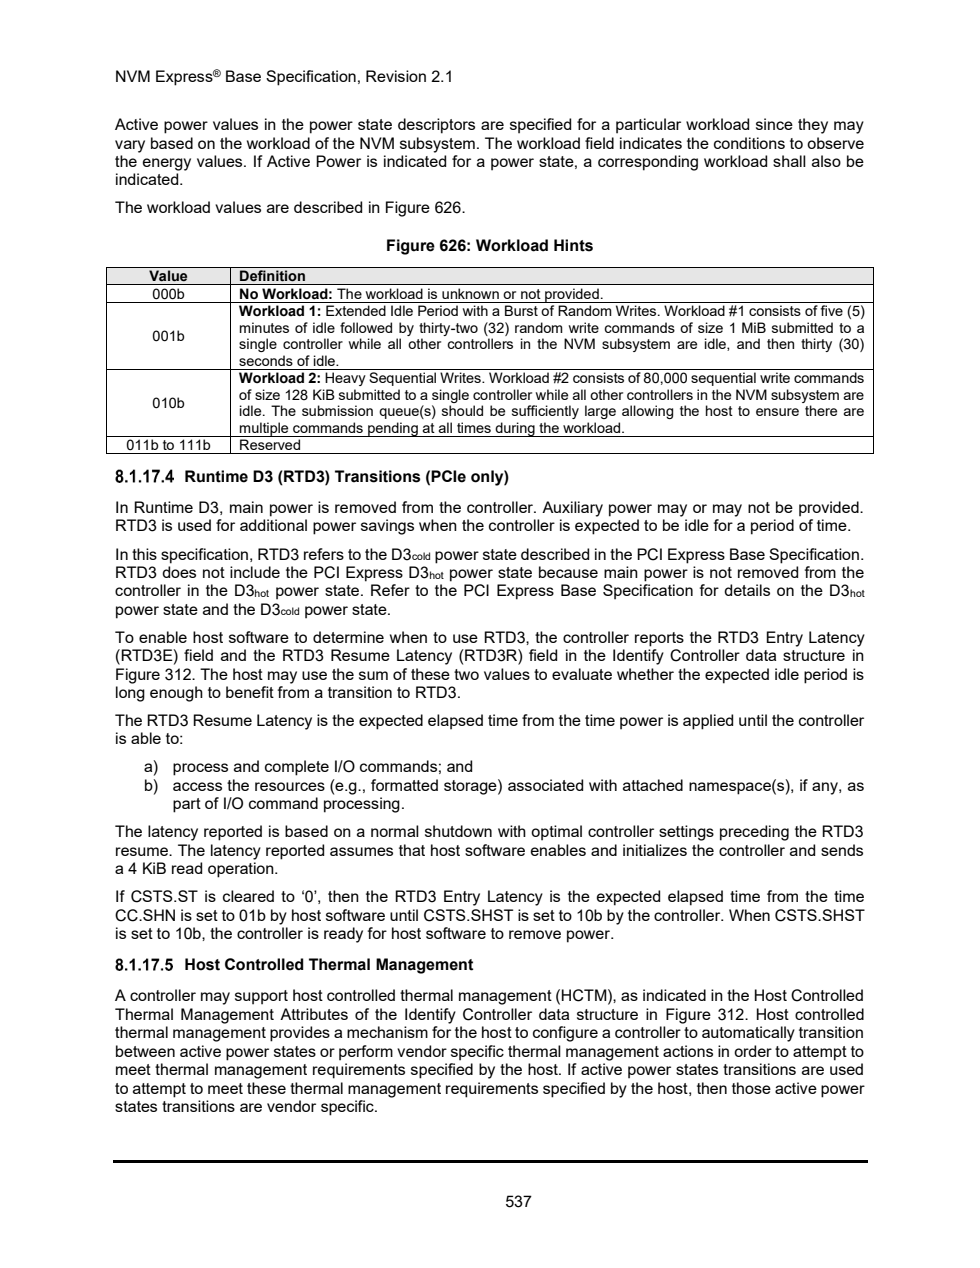 NVM Express® Base Specification, Revision 2.1
Active power values in the power state descriptors are specified for a particular workload since they may
vary based on the workload of the NVM subsystem. The workload field indicates the conditions to observe
the energy values. If Active Power is indicated for a power state, a corresponding workload shall also be
indicated.
The workload values are described in Figure 626.
Figure 626: Workload Hints
Value Definition
000b No Workload: The workload is unknown or not provided.
001b Workload 1: Extended Idle Period with a Burst of Random Writes. Workload #1 consists of five (5)
minutes of idle followed by thirty-two (32) random write commands of size 1 MiB submitted to a
single controller while all other controllers in the NVM subsystem are idle, and then thirty (30)
seconds of idle.
010b Workload 2: Heavy Sequential Writes. Workload #2 consists of 80,000 sequential write commands
of size 128 KiB submitted to a single controller while all other controllers in the NVM subsystem are
idle. The submission queue(s) should be sufficiently large allowing the host to ensure there are
multiple commands pending at all times during the workload.
011b to 111b Reserved
8.1.17.4 Runtime D3 (RTD3) Transitions (PCIe only)
In Runtime D3, main power is removed from the controller. Auxiliary power may or may not be provided.
RTD3 is used for additional power savings when the controller is expected to be idle for a period of time.
In this specification, RTD3 refers to the D3cold power state described in the PCI Express Base Specification.
RTD3 does not include the PCI Express D3hot power state because main power is not removed from the
controller in the D3hot power state. Refer to the PCI Express Base Specification for details on the D3hot
power state and the D3cold power state.
To enable host software to determine when to use RTD3, the controller reports the RTD3 Entry Latency
(RTD3E) field and the RTD3 Resume Latency (RTD3R) field in the Identify Controller data structure in
Figure 312. The host may use the sum of these two values to evaluate whether the expected idle period is
long enough to benefit from a transition to RTD3.
The RTD3 Resume Latency is the expected elapsed time from the time power is applied until the controller
is able to:
a) process and complete I/O commands; and
b) access the resources (e.g., formatted storage) associated with attached namespace(s), if any, as
part of I/O command processing.
The latency reported is based on a normal shutdown with optimal controller settings preceding the RTD3
resume. The latency reported assumes that host software enables and initializes the controller and sends
a 4 KiB read operation.
If CSTS.ST is cleared to ‘0’, then the RTD3 Entry Latency is the expected elapsed time from the time
CC.SHN is set to 01b by host software until CSTS.SHST is set to 10b by the controller. When CSTS.SHST
is set to 10b, the controller is ready for host software to remove power.
8.1.17.5 Host Controlled Thermal Management
A controller may support host controlled thermal management (HCTM), as indicated in the Host Controlled
Thermal Management Attributes of the Identify Controller data structure in Figure 312. Host controlled
thermal management provides a mechanism for the host to configure a controller to automatically transition
between active power states or perform vendor specific thermal management actions in order to attempt to
meet thermal management requirements specified by the host. If active power states transitions are used
to attempt to meet these thermal management requirements specified by the host, then those active power
states transitions are vendor specific.
537